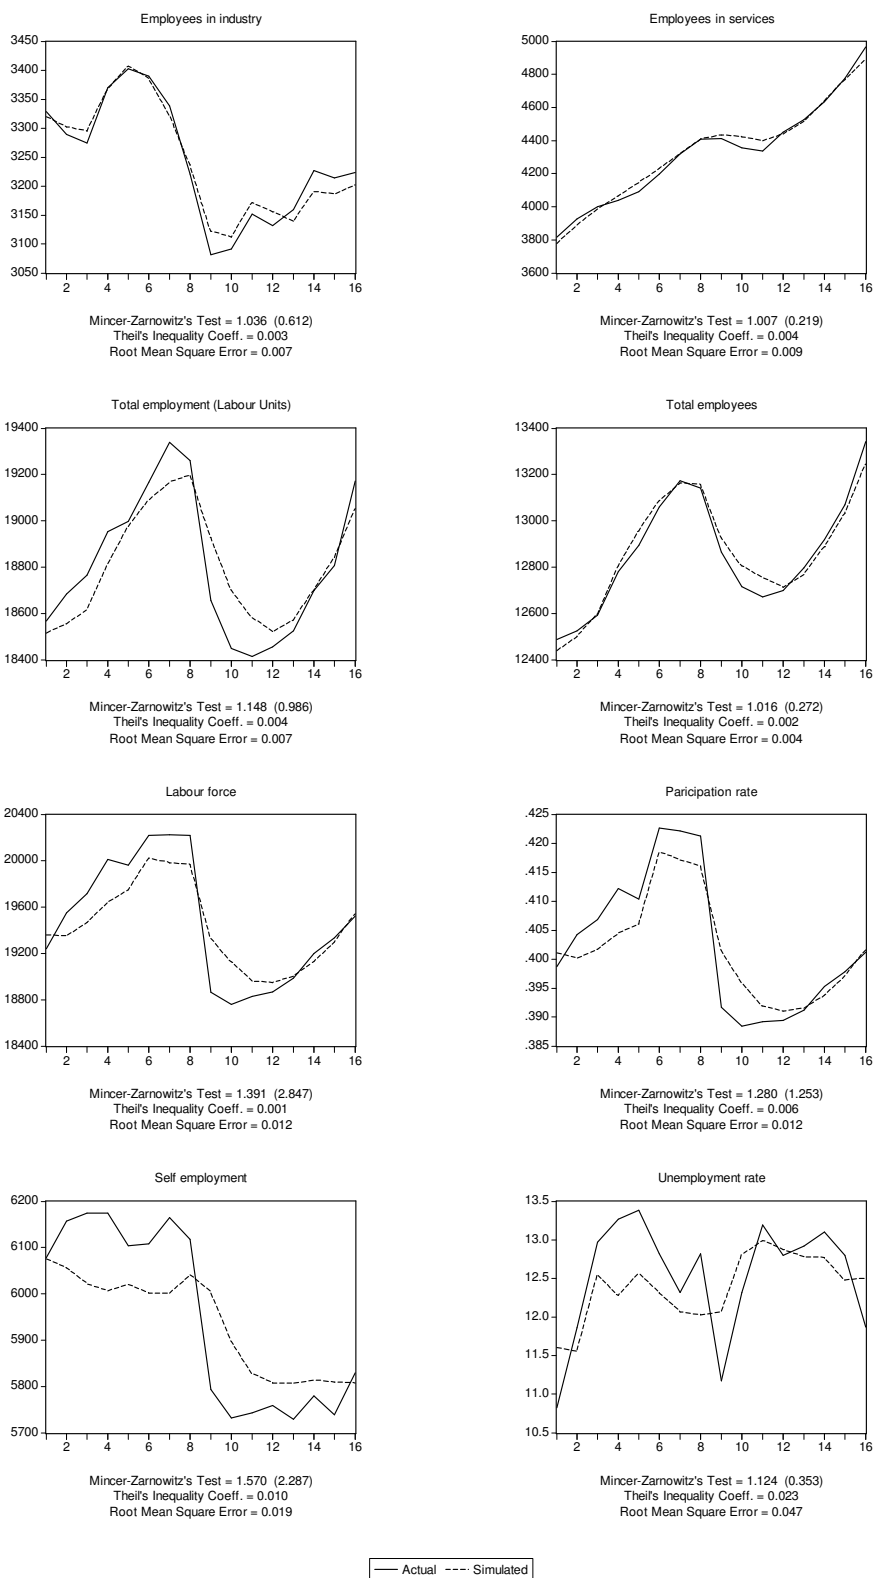 Employees in industry
3450
3400
3350
3300
3250
3200
3150
3100
3050
2 4 6 8 10 12 14 16
Mincer-Zarnowitz's Test = 1.036 (0.612)
Theil's Inequality Coeff. = 0.003
Root Mean Square Error = 0.007
Employees in services
5000
4800
4600
4400
4200
4000
3800
3600
2 4 6 8 10 12 14 16
Mincer-Zarnowitz's Test = 1.007 (0.219)
Theil's Inequality Coeff. = 0.004
Root Mean Square Error = 0.009
Total employment (Labour Units)
19400
19200
19000
18800
18600
18400
2 4 6 8 10 12 14 16
Mincer-Zarnowitz's Test = 1.148 (0.986)
Theil's Inequality Coeff. = 0.004
Root Mean Square Error = 0.007
Total employees
13400
13200
13000
12800
12600
12400
2 4 6 8 10 12 14 16
Mincer-Zarnowitz's Test = 1.016 (0.272)
Theil's Inequality Coeff. = 0.002
Root Mean Square Error = 0.004
Labour force
20400
20000
19600
19200
18800
18400
2 4 6 8 10 12 14 16
Mincer-Zarnowitz's Test = 1.391 (2.847)
Theil's Inequality Coeff. = 0.001
Root Mean Square Error = 0.012
Paricipation rate
.425
.420
.415
.410
.405
.400
.395
.390
.385
2 4 6 8 10 12 14 16
Mincer-Zarnowitz's Test = 1.280 (1.253)
Theil's Inequality Coeff. = 0.006
Root Mean Square Error = 0.012
Self employment
6200
6100
6000
5900
5800
5700
2 4 6 8 10 12 14 16
Mincer-Zarnowitz's Test = 1.570 (2.287)
Theil's Inequality Coeff. = 0.010
Root Mean Square Error = 0.019
Unemployment rate
13.5
13.0
12.5
12.0
11.5
11.0
10.5
2 4 6 8 10 12 14 16
Mincer-Zarnowitz's Test = 1.124 (0.353)
Theil's Inequality Coeff. = 0.023
Root Mean Square Error = 0.047
Actual Simulated